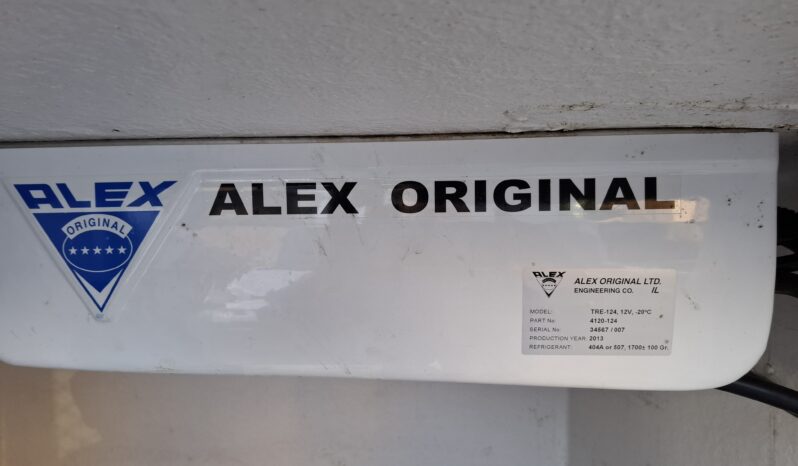 ALEX
ORIGINAL
ALEX ORIGINAL
ALEX
ALEX ORIGINAL LTD.
ENGINEERING CO. IL
MODEL: TRE-124, 12V, -20ºC
PART No: 4120-124
SERIAL No: 34567 / 007
PRODUCTION YEAR: 2013
REFRIGERANT: 404A or 507, 1700± 100 Gr.